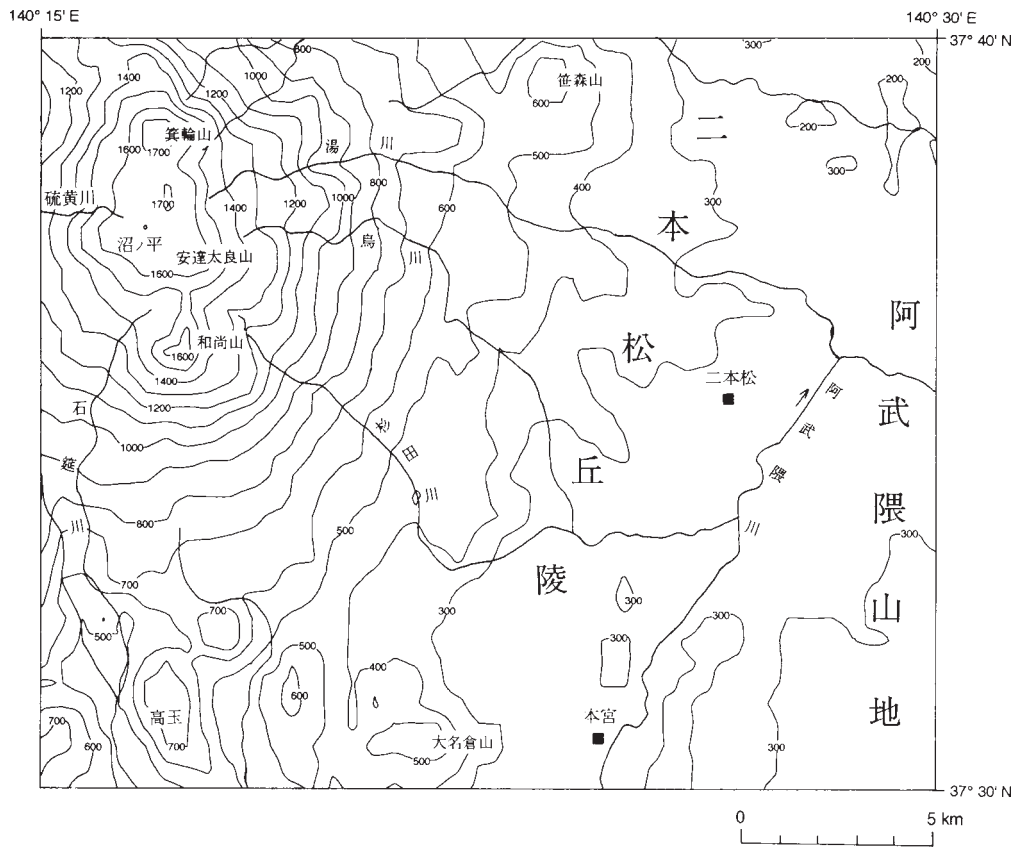 140° 15' E
140° 30' E
37° 40' N
800
300
200
1400
1000
1200
1200
笹森山
200
600
二
200
箕輪山
1600
1700
湯
川
500
300
800
400
硫黄川
1700
1400
1200
1000
600
300
本
沼ノ平
烏
安達太良山
川
1600
阿
松
和尚山
1600
二本松
1400
阿
石
1200
武
武
杉
1000
田
筵
丘
隈
川
隈
800
川
川
500
300
700
陵
300
山
700
300
500
500
300
400
600
高玉
地
700
本宮
700
大名倉山
600
500
300
37° 30' N
0
5 km